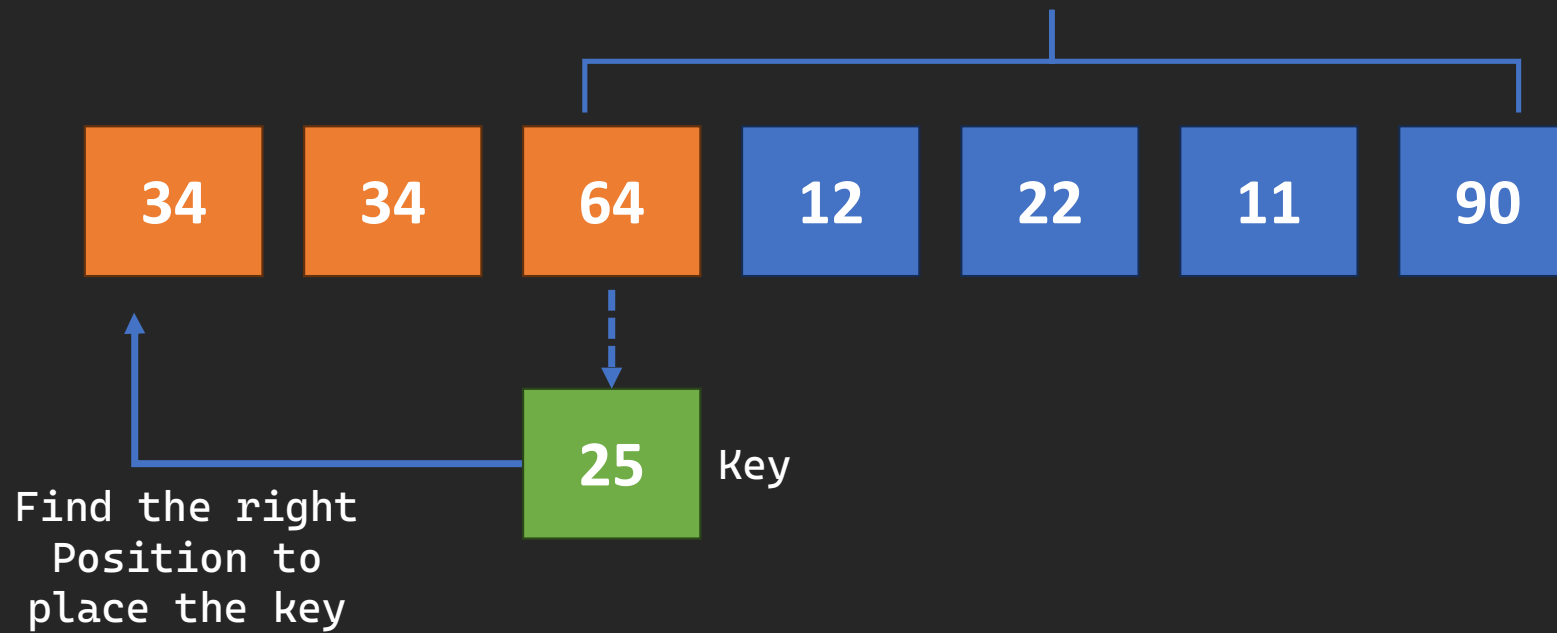 34 34 64 12 22 11 90
25 Key
Find the right
Position to
place the key